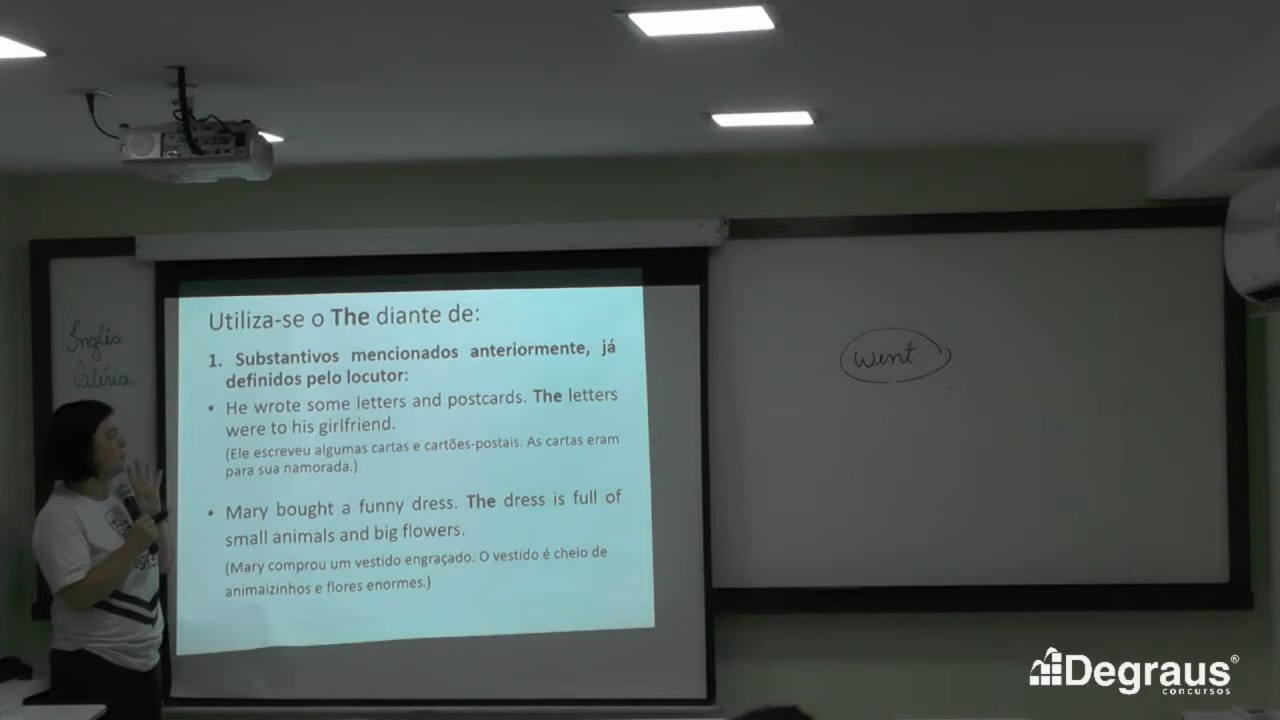 Inglês
Valéria
Utiliza-se o The diante de:
1. Substantivos mencionados anteriormente, já
definidos pelo locutor:
• He wrote some letters and postcards. The letters
were to his girlfriend.
(Ele escreveu algumas cartas e cartões-postais. As cartas eram
para sua namorada.)
• Mary bought a funny dress. The dress is full of
small animals and big flowers.
(Mary comprou um vestido engraçado. O vestido é cheio de
animaizinhos e flores enormes.)
went
Degraus®
concursos